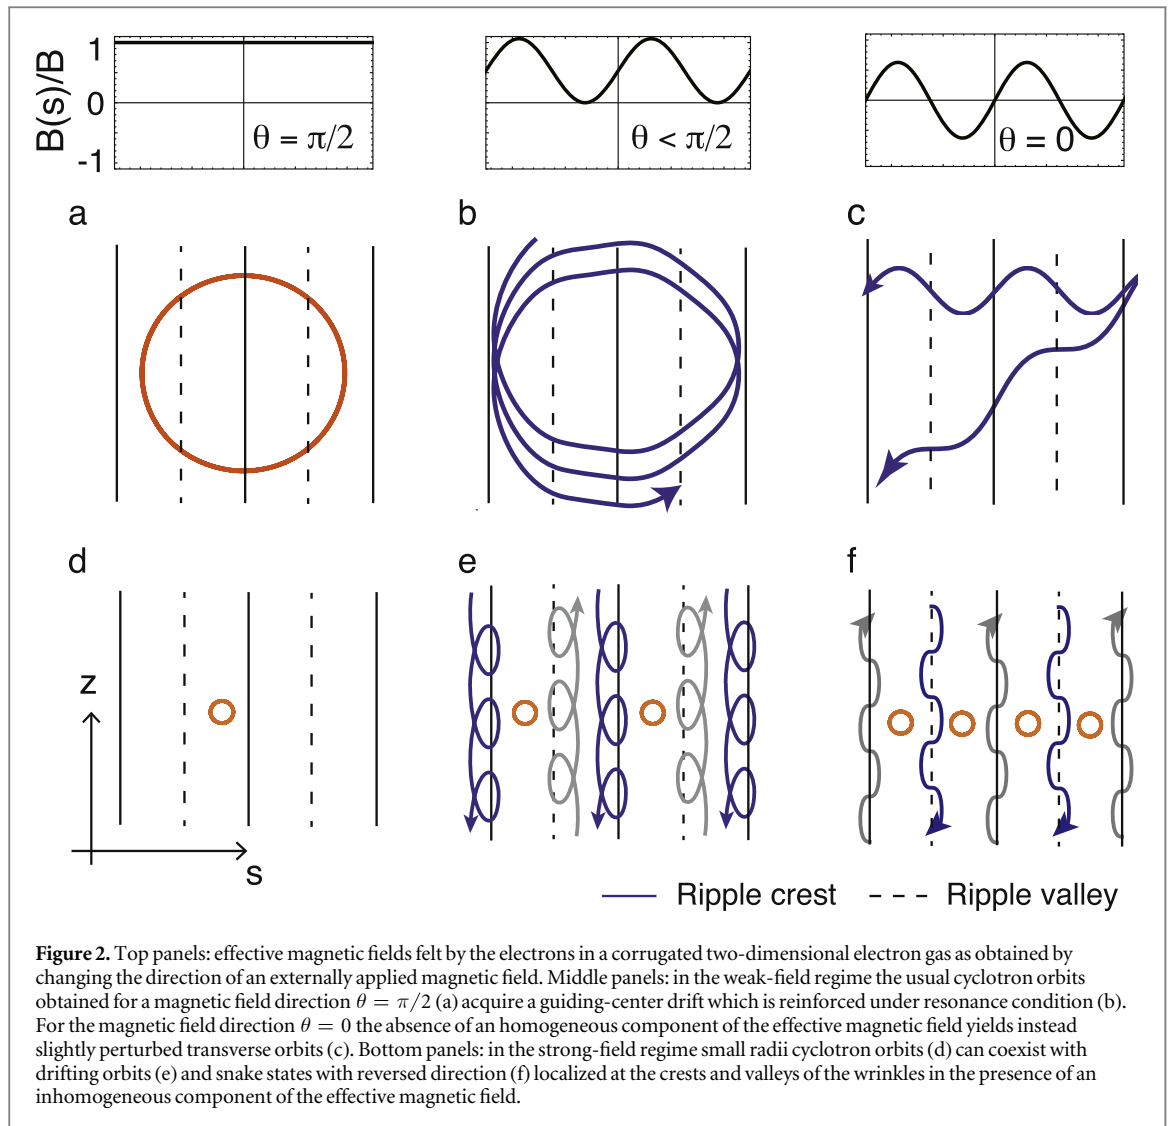 B(s)/B
1
0
-1
θ = π/2
θ < π/2
θ = 0
a
b
c
d
e
f
z
s
Ripple crest
Ripple valley
Figure 2. Top panels: effective magnetic fields felt by the electrons in a corrugated two-dimensional electron gas as obtained by
changing the direction of an externally applied magnetic field. Middle panels: in the weak-field regime the usual cyclotron orbits
obtained for a magnetic field direction θ = π/2 (a) acquire a guiding-center drift which is reinforced under resonance condition (b).
For the magnetic field direction θ = 0 the absence of an homogeneous component of the effective magnetic field yields instead
slightly perturbed transverse orbits (c). Bottom panels: in the strong-field regime small radii cyclotron orbits (d) can coexist with
drifting orbits (e) and snake states with reversed direction (f) localized at the crests and valleys of the wrinkles in the presence of an
inhomogeneous component of the effective magnetic field.